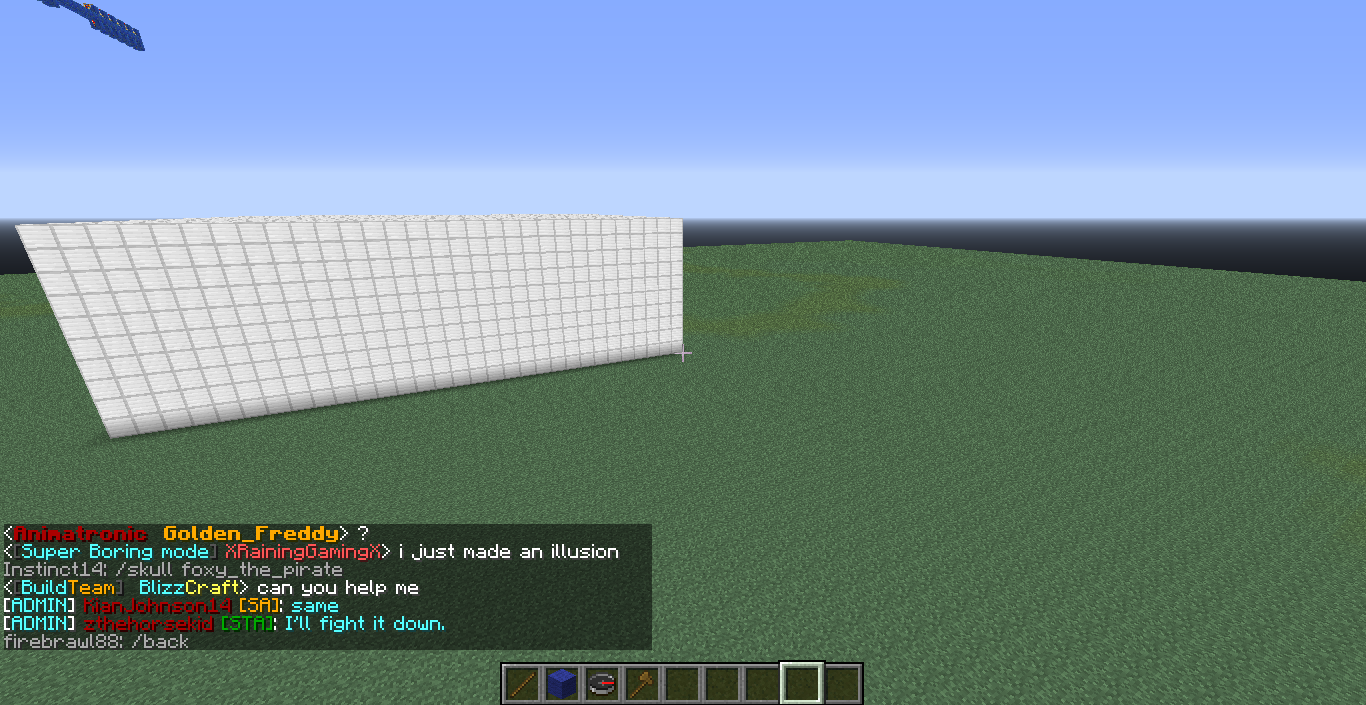 <Animatronic Golden_Freddy> ?
<[Super Boring mode] XRainingGamingX> i just made an illusion
Instinct14: /skull foxy_the_pirate
<[BuildTeam] BlizzCraft> can you help me
[ADMIN] KianJohnson14 [SA]: same
[ADMIN] zthehorsekid [STA]: I'll fight it down.
firebrawl88: /back